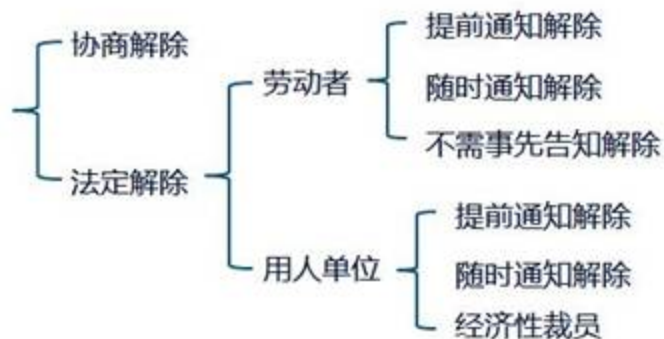 协商解除
法定解除
劳动者
提前通知解除
随时通知解除
不需事先告知解除
用人单位
提前通知解除
随时通知解除
经济性裁员